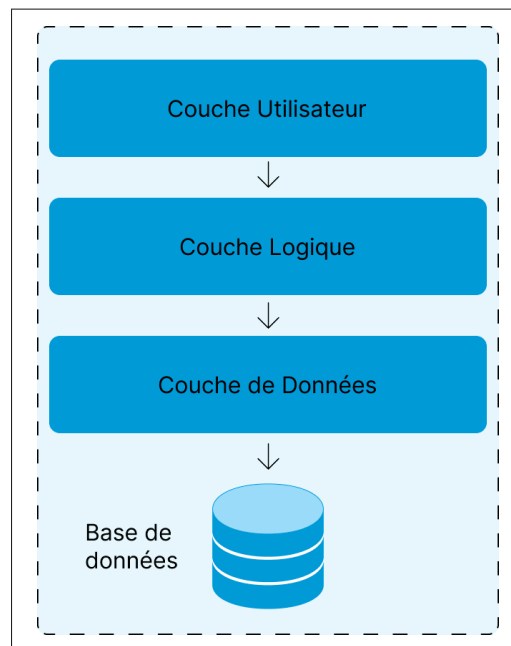 Couche Utilisateur
Couche Logique
Couche de Données
Base de
données